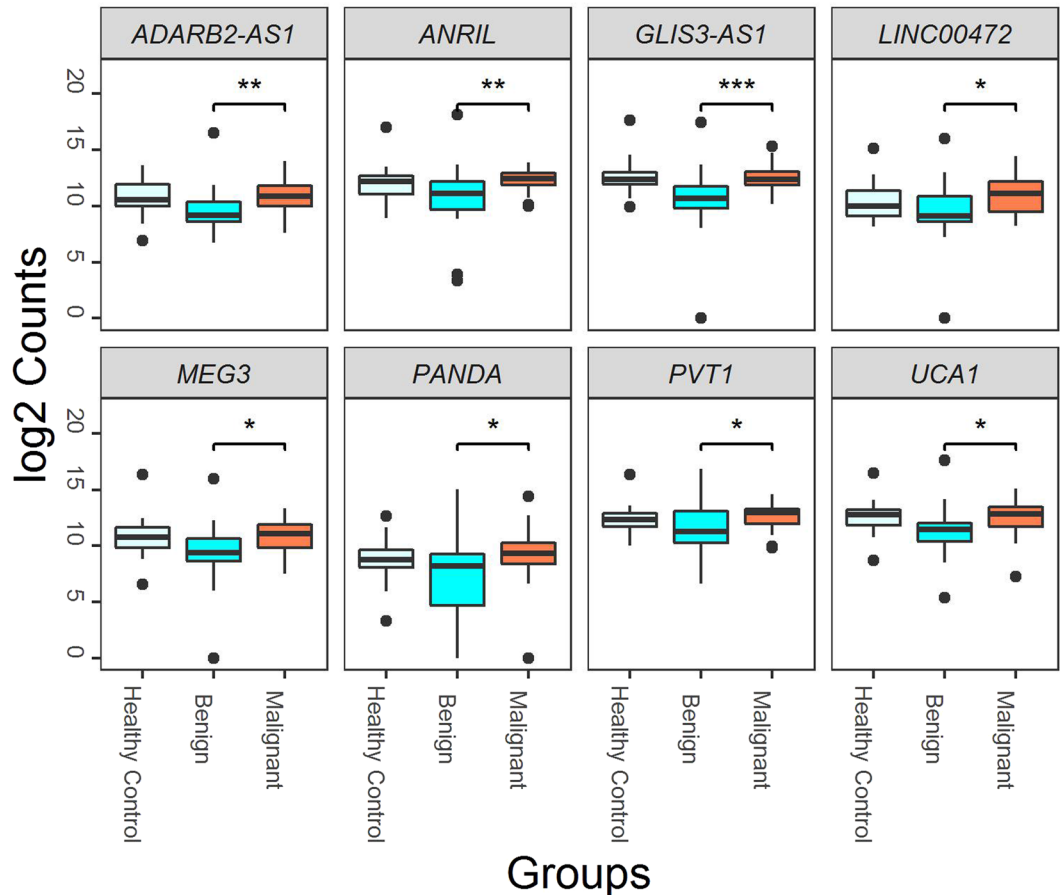 ADARB2-AS1 ANRIL GLIS3-AS1 LINC00472
** ** *** *
20
15
10
5
0
log2 Counts
MEG3 PANDA PVT1 UCA1
* * * *
20
15
10
5
0
Healthy Control Benign Malignant Healthy Control Benign Malignant Healthy Control Benign Malignant Healthy Control Benign Malignant
Groups